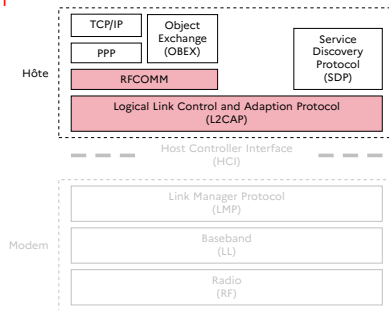 TCP/IP
Object
Exchange
(OBEX)
Service
Discovery
Protocol
(SDP)
PPP
Hôte
RFCOMM
Logical Link Control and Adaption Protocol
(L2CAP)
Host Controller Interface
(HCI)
Link Manager Protocol
(LMP)
Modem
Baseband
(LL)
Radio
(RF)